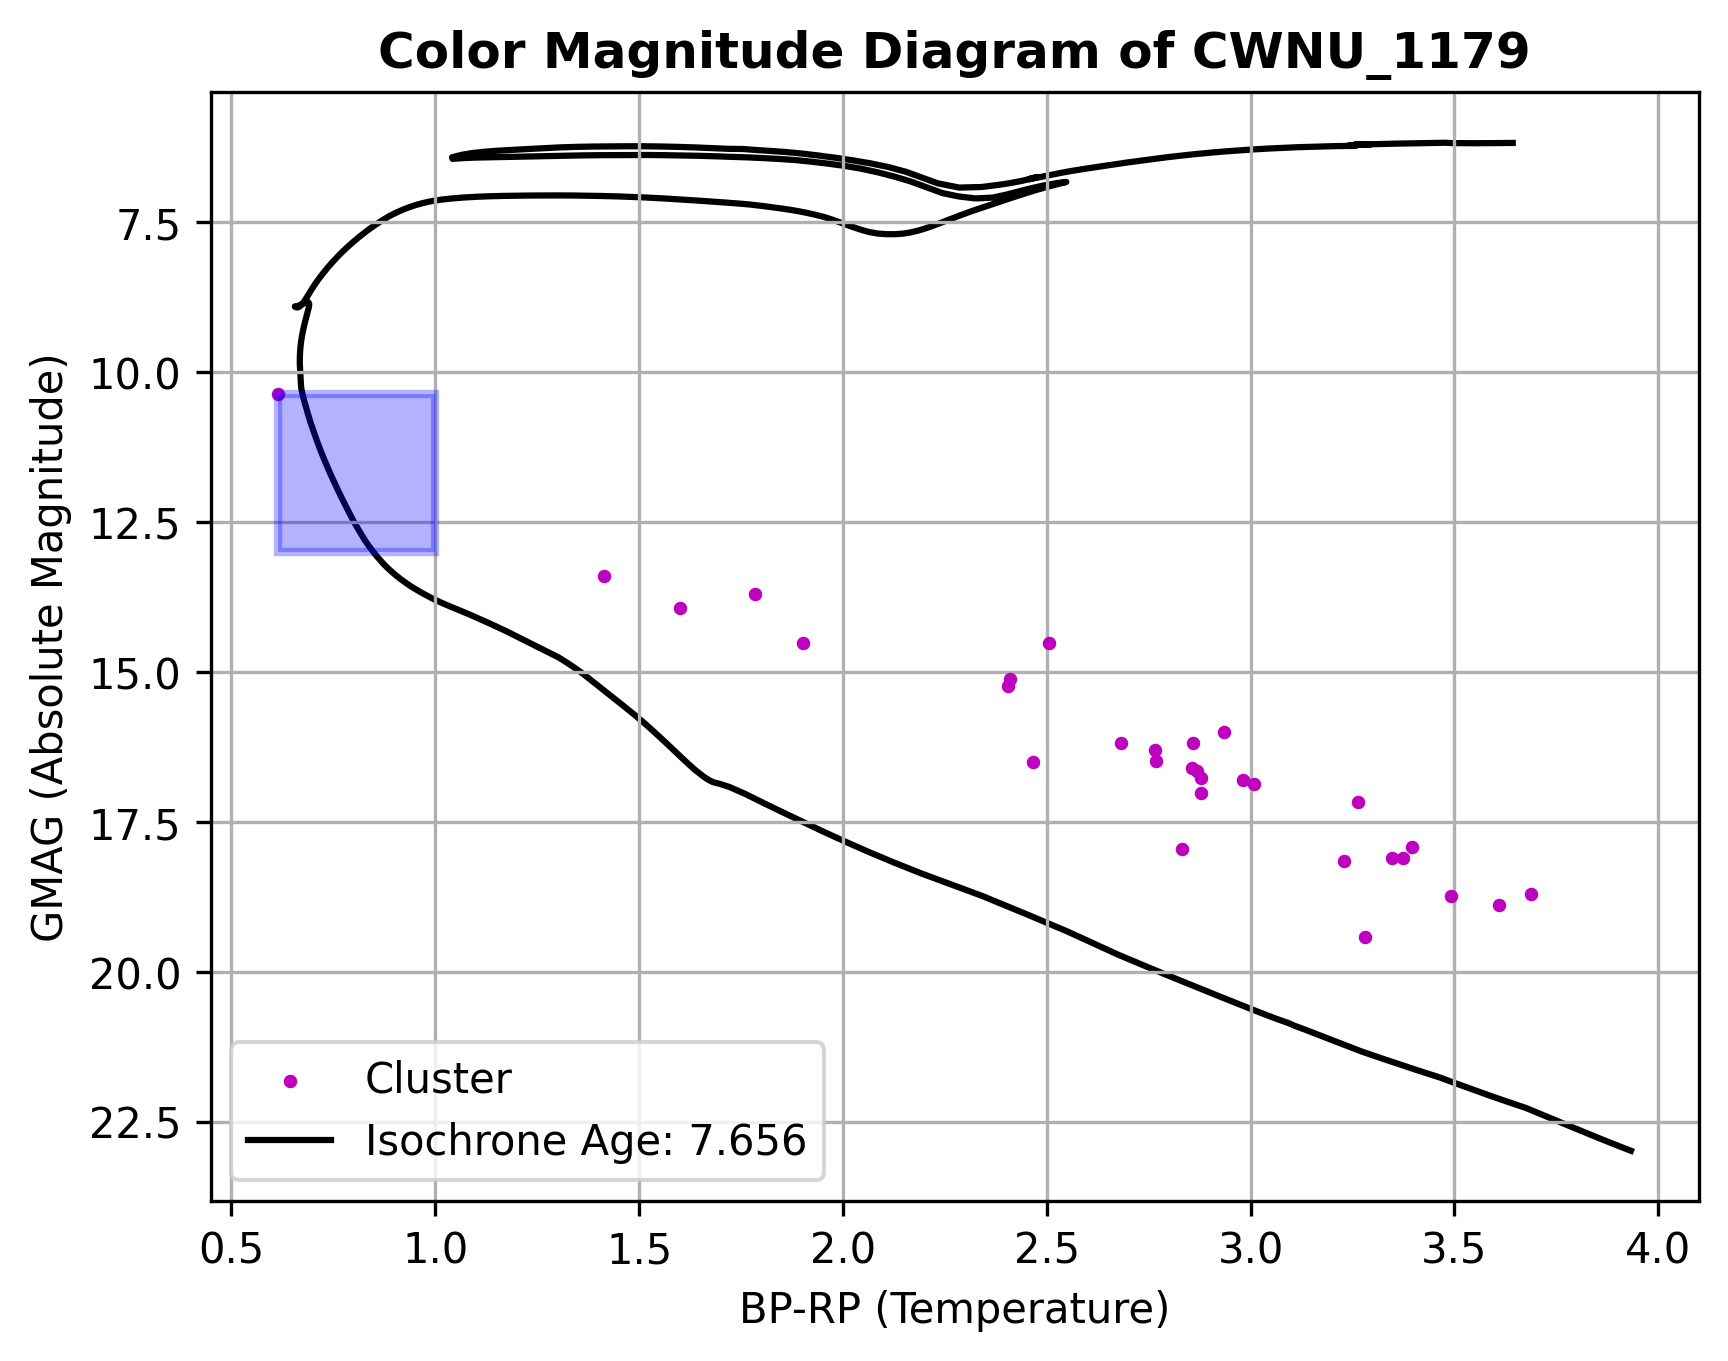 Color Magnitude Diagram of CWNU_1179
GMAG (Absolute Magnitude)
7.5
10.0
12.5
15.0
17.5
20.0
22.5
Cluster
Isochrone Age: 7.656
0.5 1.0 1.5 2.0 2.5 3.0 3.5 4.0
BP-RP (Temperature)